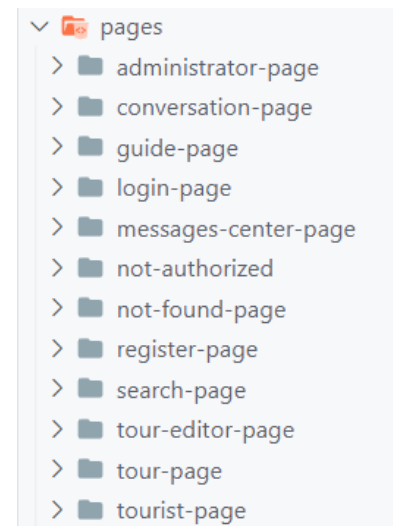 pages
administrator-page
conversation-page
guide-page
login-page
messages-center-page
not-authorized
not-found-page
register-page
search-page
tour-editor-page
tour-page
tourist-page